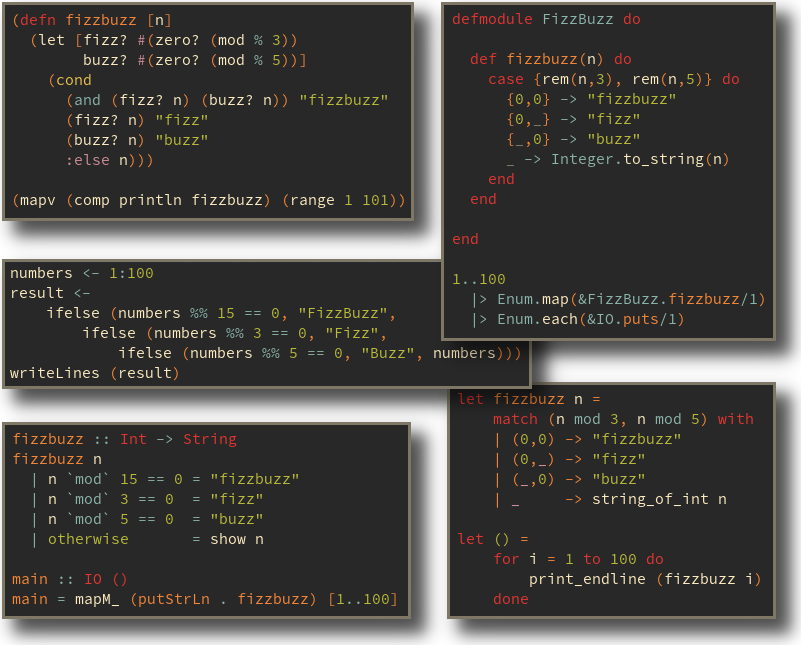 (defn fizzbuzz [n]
  (let [fizz? #(zero? (mod % 3))
        buzz? #(zero? (mod % 5))]
    (cond
      (and (fizz? n) (buzz? n)) "fizzbuzz"
      (fizz? n) "fizz"
      (buzz? n) "buzz"
      :else n)))

(mapv (comp println fizzbuzz) (range 1 101))

defmodule FizzBuzz do

  def fizzbuzz(n) do
    case {rem(n,3), rem(n,5)} do
      {0,0} -> "fizzbuzz"
      {0,_} -> "fizz"
      {_,0} -> "buzz"
      _ -> Integer.to_string(n)
    end
  end

end

1..100
  |> Enum.map(&FizzBuzz.fizzbuzz/1)
  |> Enum.each(&IO.puts/1)

numbers <- 1:100
result <-
    ifelse (numbers %% 15 == 0, "FizzBuzz",
        ifelse (numbers %% 3 == 0, "Fizz",
            ifelse (numbers %% 5 == 0, "Buzz", numbers)))
writeLines (result)

fizzbuzz :: Int -> String
fizzbuzz n
  | n `mod` 15 == 0 = "fizzbuzz"
  | n `mod` 3 == 0  = "fizz"
  | n `mod` 5 == 0  = "buzz"
  | otherwise       = show n

main :: IO ()
main = mapM_ (putStrLn . fizzbuzz) [1..100]

let fizzbuzz n =
    match (n mod 3, n mod 5) with
    | (0,0) -> "fizzbuzz"
    | (0,_) -> "fizz"
    | (_,0) -> "buzz"
    | _     -> string_of_int n

let () =
    for i = 1 to 100 do
        print_endline (fizzbuzz i)
    done